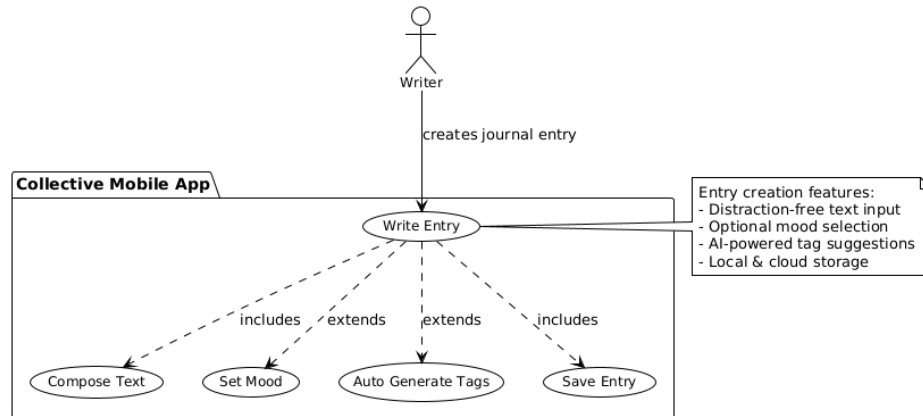 Writer
creates journal entry
Collective Mobile App
Write Entry
Entry creation features:
- Distraction-free text input
- Optional mood selection
- AI-powered tag suggestions
- Local & cloud storage
includes
extends
extends
includes
Compose Text
Set Mood
Auto Generate Tags
Save Entry